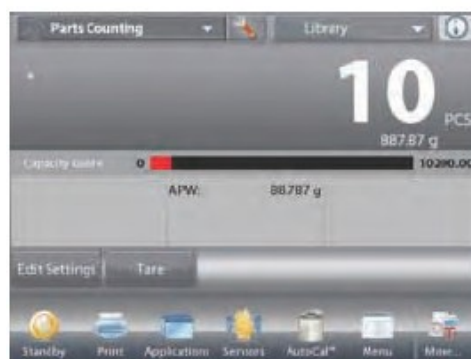 Parts Counting Library
10 PCS
887.87 g
Capacity Guide 0 10200.00
APW: 88.787 g
Edit Settings Tare
Standby Print Applications Sensors AutoCal™ Menu More...